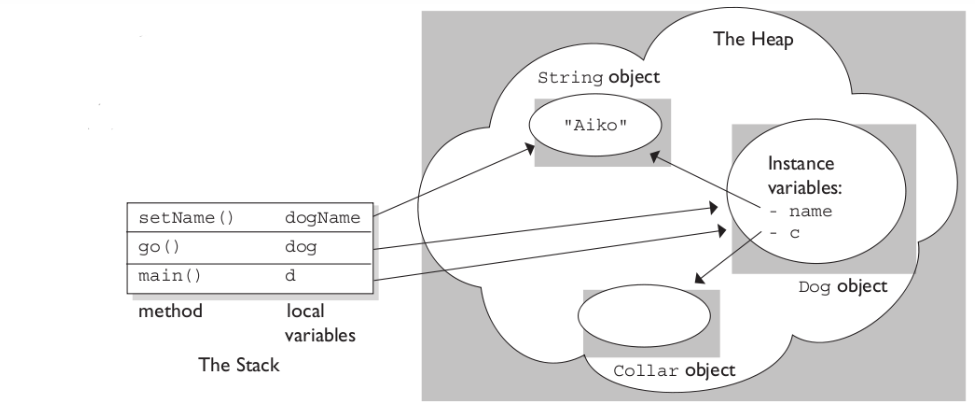 The Heap
String object
"Aiko"
Instance
variables:
- name
- c
Dog object
Collar object
setName() dogName
go() dog
main() d
method local
variables
The Stack